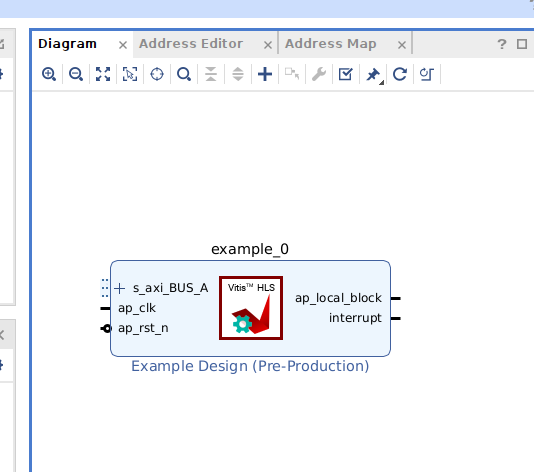 Diagram
Address Editor
Address Map
?
example_0
s_axi_BUS_A
ap_clk
ap_rst_n
Vitis™ HLS
ap_local_block
interrupt
Example Design (Pre-Production)